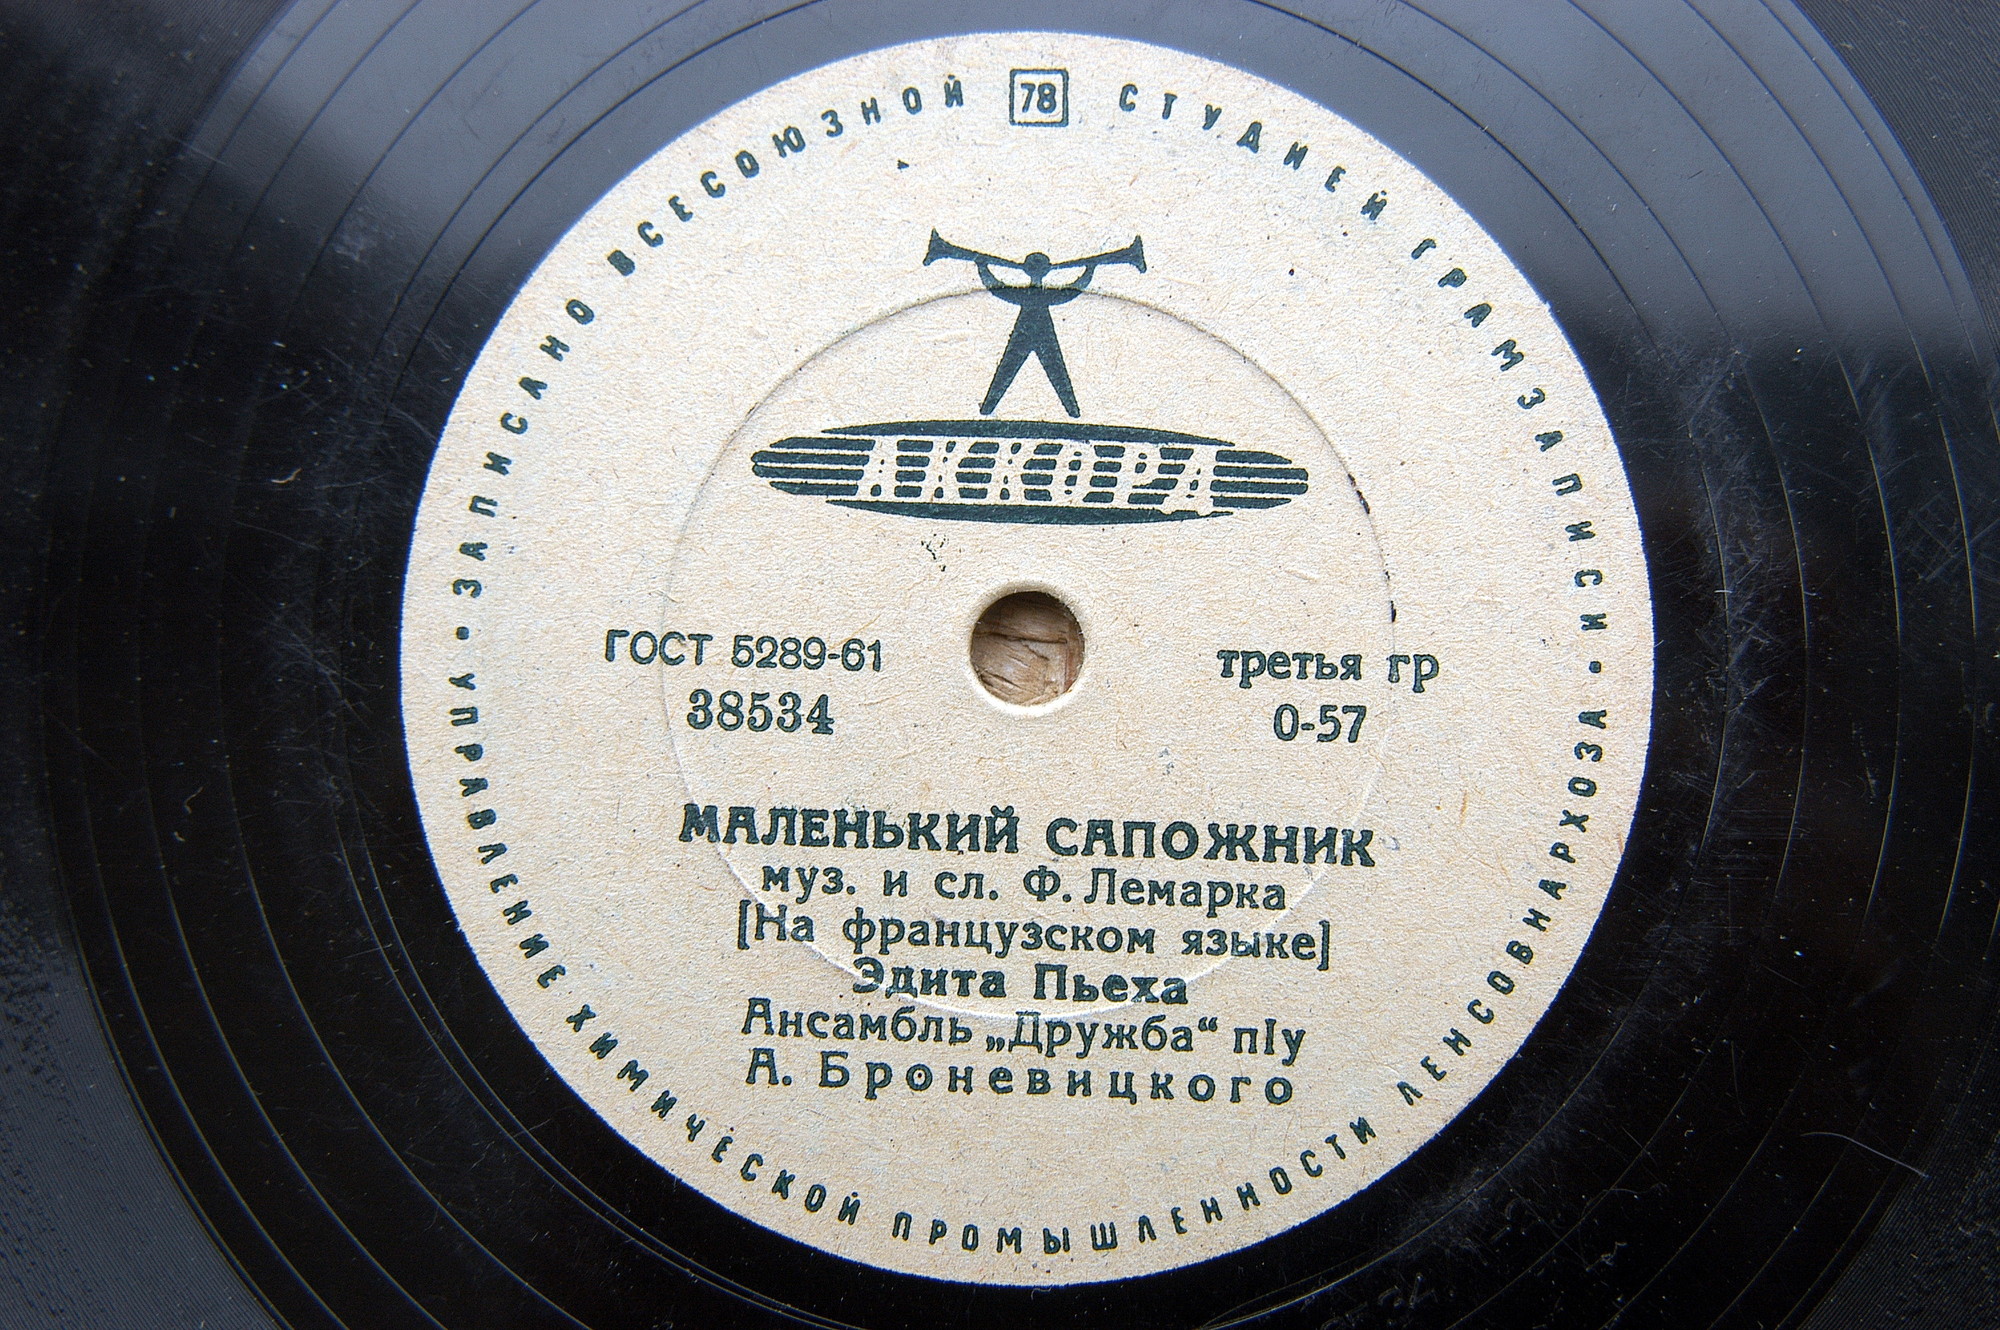 ЗАПИСАНО ВСЕСОЮЗНОЙ 78 СТУДИЕЙ ГРАМЗАПИСИ •
АККОРД
ГОСТ 5289-61
38534
третья гр
0-57
МАЛЕНЬКИЙ САПОЖНИК
муз. и сл. Ф. Лемарка
[На французском языке]
Эдита Пьеха
Ансамбль „Дружба“ п/у
А. Броневицкого
УПРАВЛЕНИЕ ХИМИЧЕСКОЙ ПРОМЫШЛЕННОСТИ ЛЕНСОВНАРХОЗА •